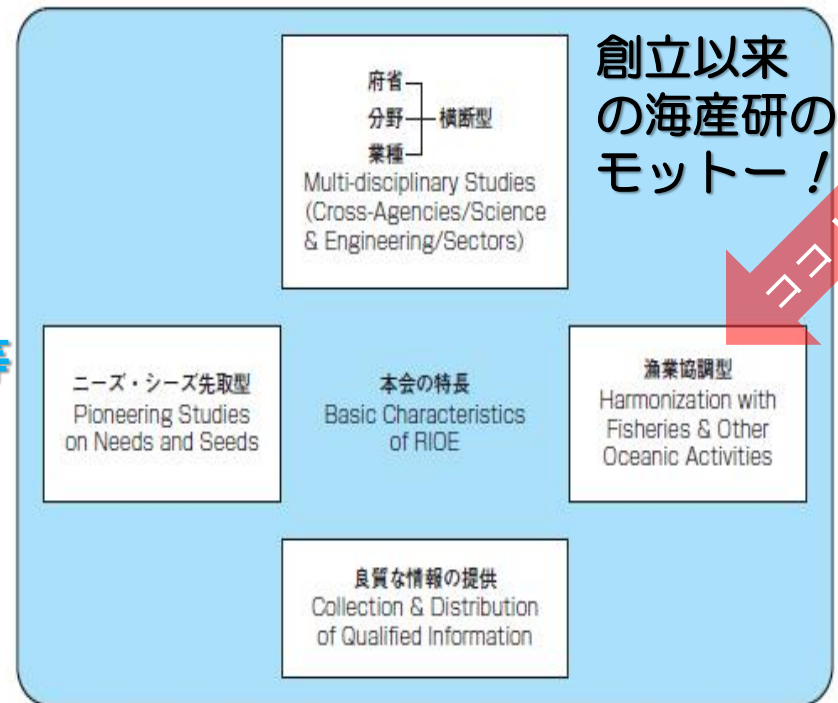 府省
分野 横断型
業種
Multi-disciplinary Studies
(Cross-Agencies/Science
& Engineering/Sectors)
創立以来
の海産研の
モットー！
ココ
ニーズ・シーズ先取型
Pioneering Studies
on Needs and Seeds
本会の特長
Basic Characteristics
of RIOE
漁業協調型
Harmonization with
Fisheries & Other
Oceanic Activities
良質な情報の提供
Collection & Distribution
of Qualified Information